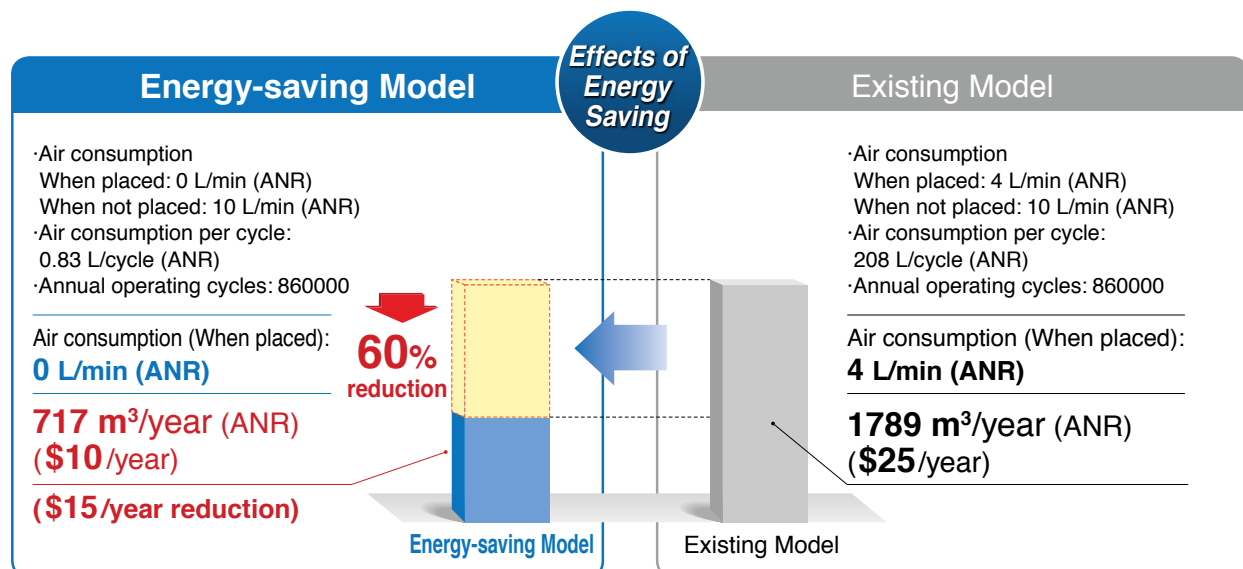 Effects of
Energy
Saving
Energy-saving Model
·Air consumption
When placed: 0 L/min (ANR)
When not placed: 10 L/min (ANR)
·Air consumption per cycle:
0.83 L/cycle (ANR)
·Annual operating cycles: 860000
Air consumption (When placed):
0 L/min (ANR)
717 m³/year (ANR)
($10/year)
($15/year reduction)
60%
reduction
Energy-saving Model
Existing Model
Existing Model
·Air consumption
When placed: 4 L/min (ANR)
When not placed: 10 L/min (ANR)
·Air consumption per cycle:
208 L/cycle (ANR)
·Annual operating cycles: 860000
Air consumption (When placed):
4 L/min (ANR)
1789 m³/year (ANR)
($25/year)